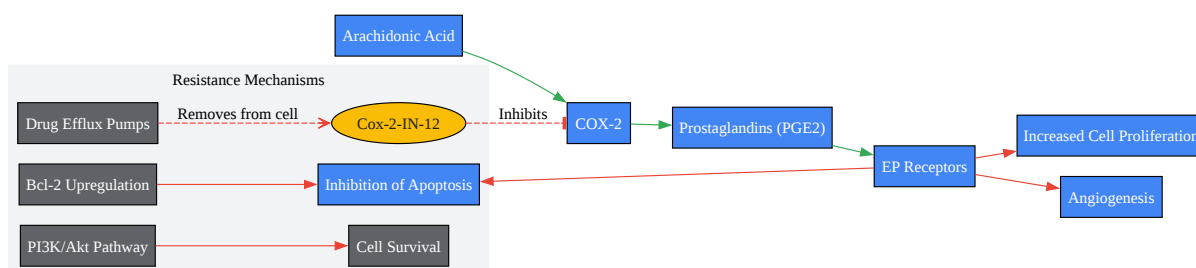 Arachidonic Acid
Resistance Mechanisms
Drug Efflux Pumps
Removes from cell
Cox-2-IN-12
Inhibits
COX-2
Prostaglandins (PGE2)
Increased Cell Proliferation
EP Receptors
Bcl-2 Upregulation
Inhibition of Apoptosis
Angiogenesis
PI3K/Akt Pathway
Cell Survival